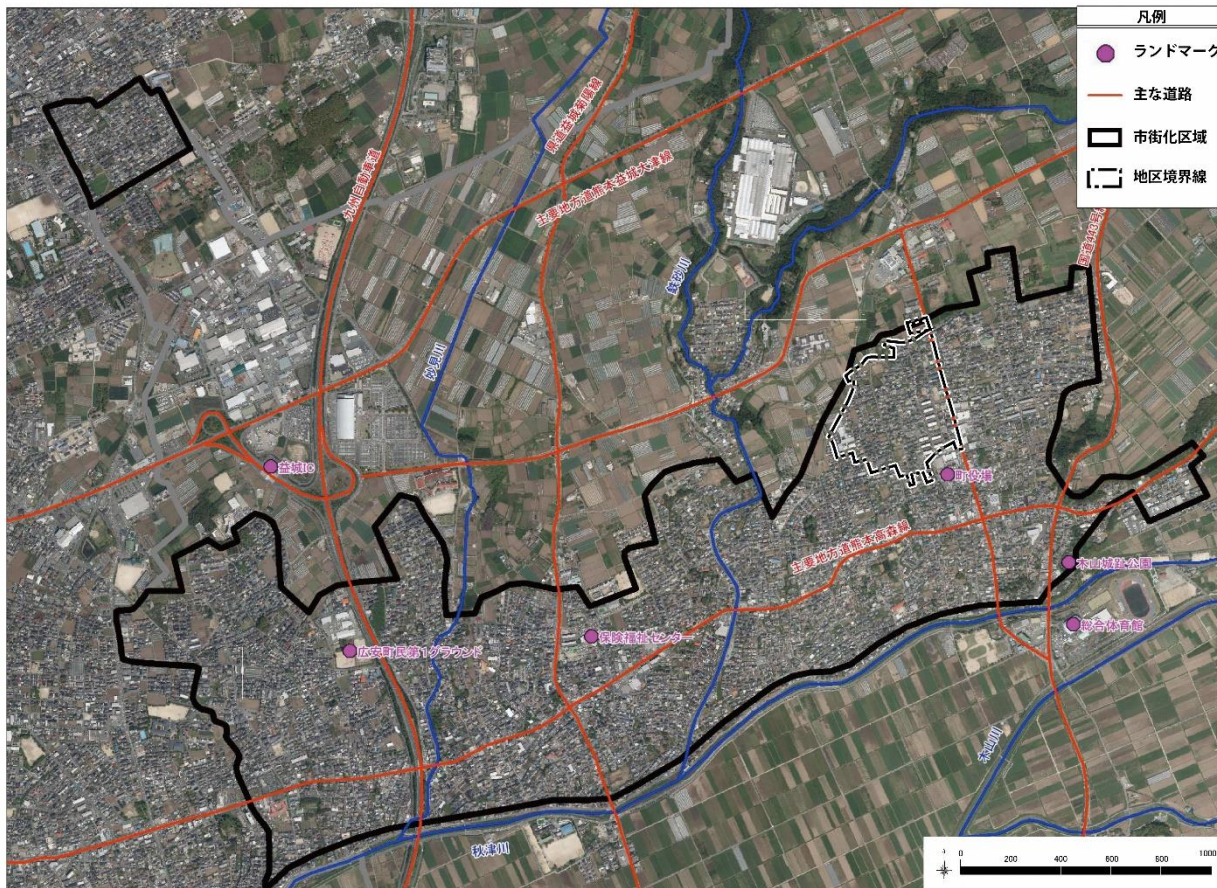 凡例
ランドマーク
主な道路
市街化区域
地区境界線
九州自動車道
県道益城菊陽線
主要地方道熊本益城大津線
国道443号
妙見川
鉄砂川
益城IC
町役場
主要地方道熊本高森線
木山城趾公園
総合体育館
保険福祉センター
広安町民第1グラウンド
木山川
秋津川
0
200 400 600 800 1000